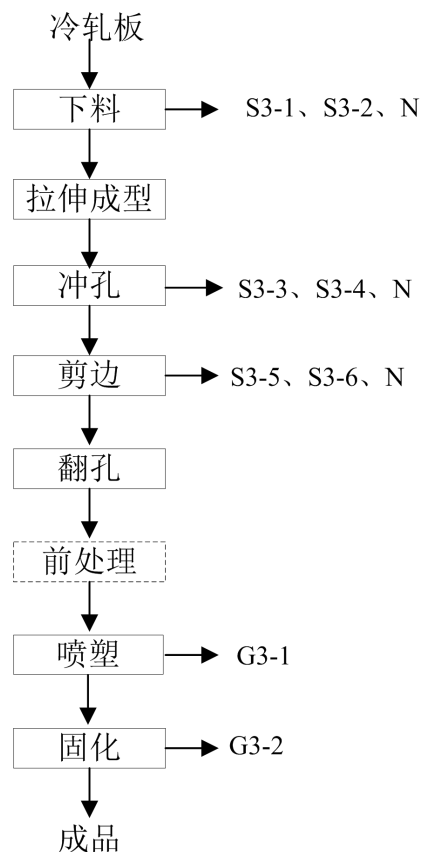 冷轧板
下料 S3-1、S3-2、N
拉伸成型
冲孔 S3-3、S3-4、N
剪边 S3-5、S3-6、N
翻孔
前处理
喷塑 G3-1
固化 G3-2
成品